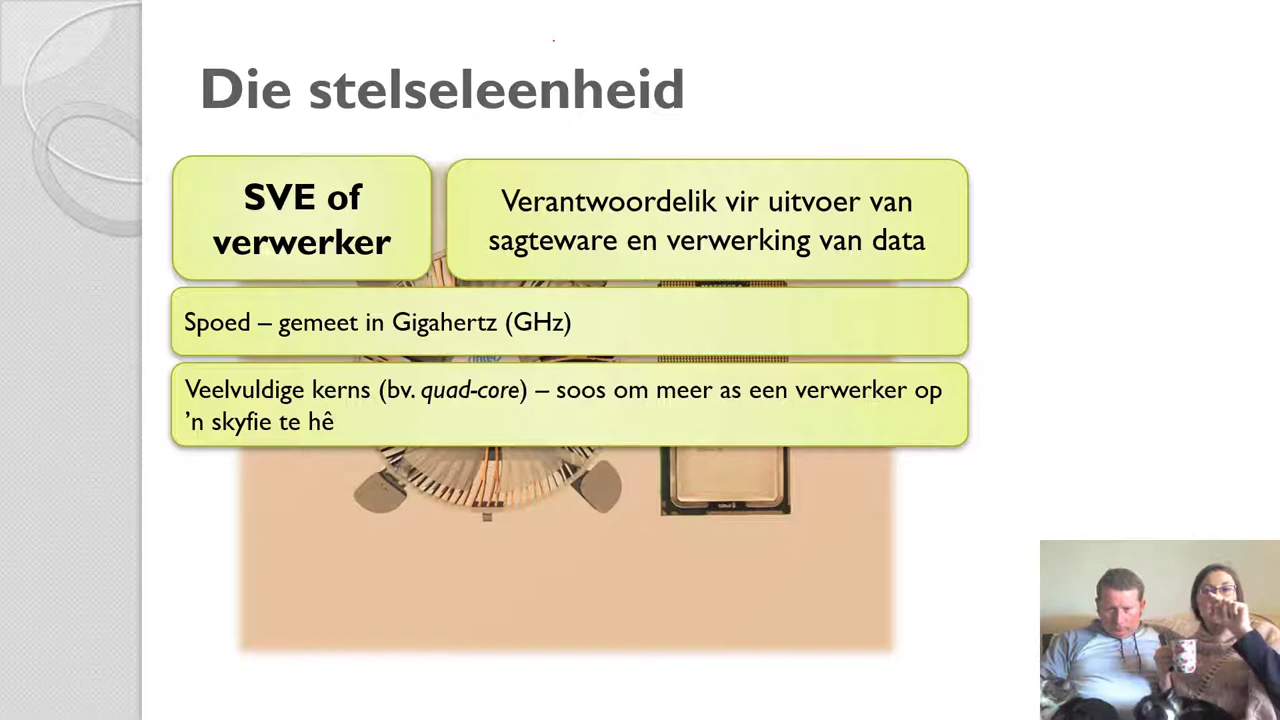 Die stelseleenheid
SVE of
verwerker
Verantwoordelik vir uitvoer van
sagteware en verwerking van data
Spoed – gemeet in Gigahertz (GHz)
Veelvuldige kerns (bv. quad-core) – soos om meer as een verwerker op
’n skyfie te hê